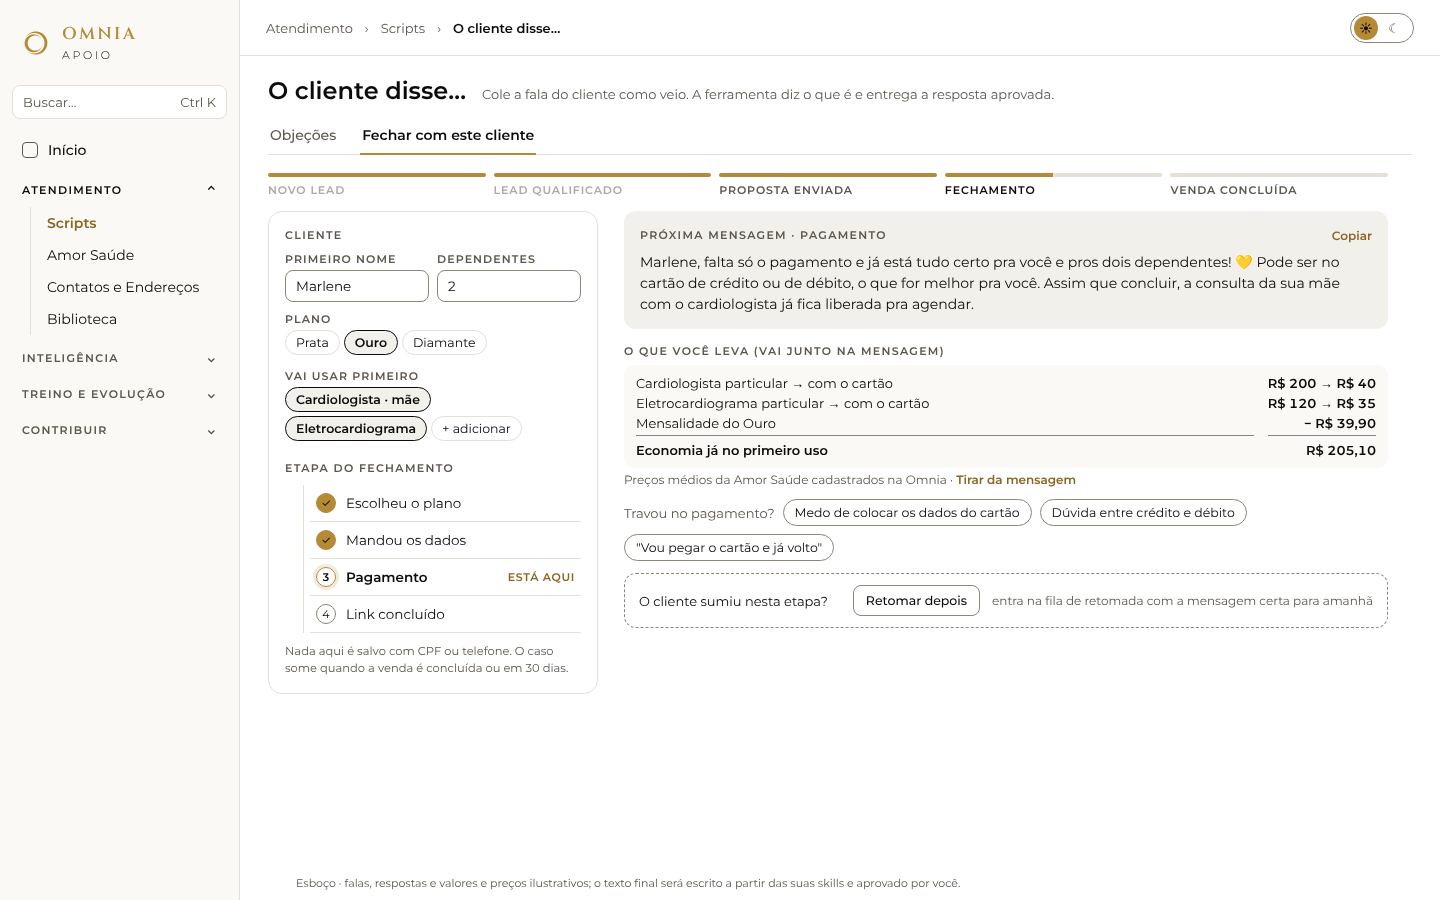 OMNIA
APOIO
Buscar... Ctrl K
Início
ATENDIMENTO
Scripts
Amor Saúde
Contatos e Endereços
Biblioteca
INTELIGÊNCIA
TREINO E EVOLUÇÃO
CONTRIBUIR
Atendimento › Scripts › O cliente disse...
O cliente disse... Cole a fala do cliente como veio. A ferramenta diz o que é e entrega a resposta aprovada.
Objeções Fechar com este cliente
NOVO LEAD LEAD QUALIFICADO PROPOSTA ENVIADA FECHAMENTO VENDA CONCLUÍDA
CLIENTE
PRIMEIRO NOME DEPENDENTES
Marlene 2
PLANO
Prata Ouro Diamante
VAI USAR PRIMEIRO
Cardiologista · mãe
Eletrocardiograma + adicionar
ETAPA DO FECHAMENTO
Escolheu o plano
Mandou os dados
3 Pagamento ESTÁ AQUI
4 Link concluído
Nada aqui é salvo com CPF ou telefone. O caso
some quando a venda é concluída ou em 30 dias.
PRÓXIMA MENSAGEM · PAGAMENTO Copiar
Marlene, falta só o pagamento e já está tudo certo pra você e pros dois dependentes! 💛 Pode ser no
cartão de crédito ou de débito, o que for melhor pra você. Assim que concluir, a consulta da sua mãe
com o cardiologista já fica liberada pra agendar.
O QUE VOCÊ LEVA (VAI JUNTO NA MENSAGEM)
Cardiologista particular → com o cartão R$ 200 → R$ 40
Eletrocardiograma particular → com o cartão R$ 120 → R$ 35
Mensalidade do Ouro − R$ 39,90
Economia já no primeiro uso R$ 205,10
Preços médios da Amor Saúde cadastrados na Omnia · Tirar da mensagem
Travou no pagamento? Medo de colocar os dados do cartão Dúvida entre crédito e débito
"Vou pegar o cartão e já volto"
O cliente sumiu nesta etapa? Retomar depois entra na fila de retomada com a mensagem certa para amanhã
Esboço · falas, respostas e valores e preços ilustrativos; o texto final será escrito a partir das suas skills e aprovado por você.